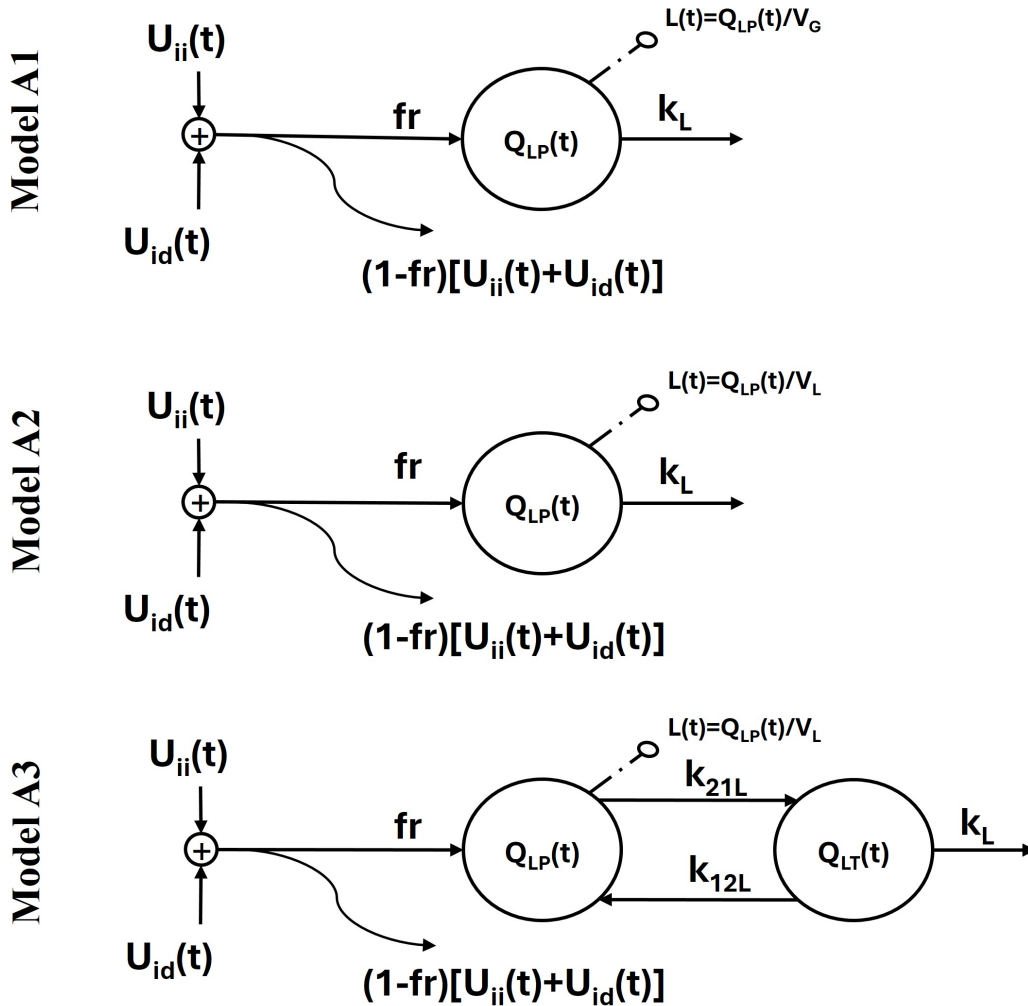 Model A1
U_ii(t)
L(t)=Q_LP(t)/V_G
fr
Q_LP(t)
k_L
+
U_id(t)
(1-fr)[U_ii(t)+U_id(t)]
Model A2
U_ii(t)
L(t)=Q_LP(t)/V_L
fr
Q_LP(t)
k_L
+
U_id(t)
(1-fr)[U_ii(t)+U_id(t)]
Model A3
U_ii(t)
L(t)=Q_LP(t)/V_L
k_21L
fr
Q_LP(t)
Q_LT(t)
k_L
k_12L
+
U_id(t)
(1-fr)[U_ii(t)+U_id(t)]